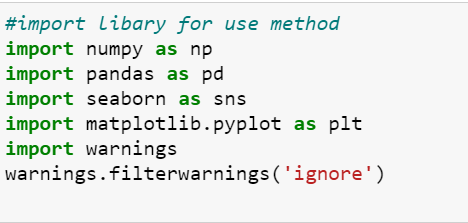 #import libary for use method
import numpy as np
import pandas as pd
import seaborn as sns
import matplotlib.pyplot as plt
import warnings
warnings.filterwarnings('ignore')